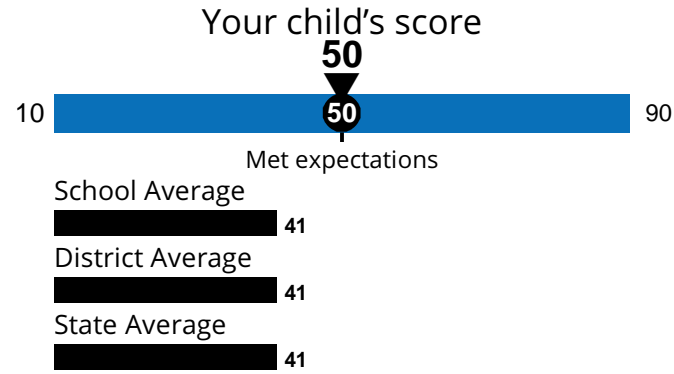 Your child’s score
50
10 50 90
Met expectations
School Average
41
District Average
41
State Average
41